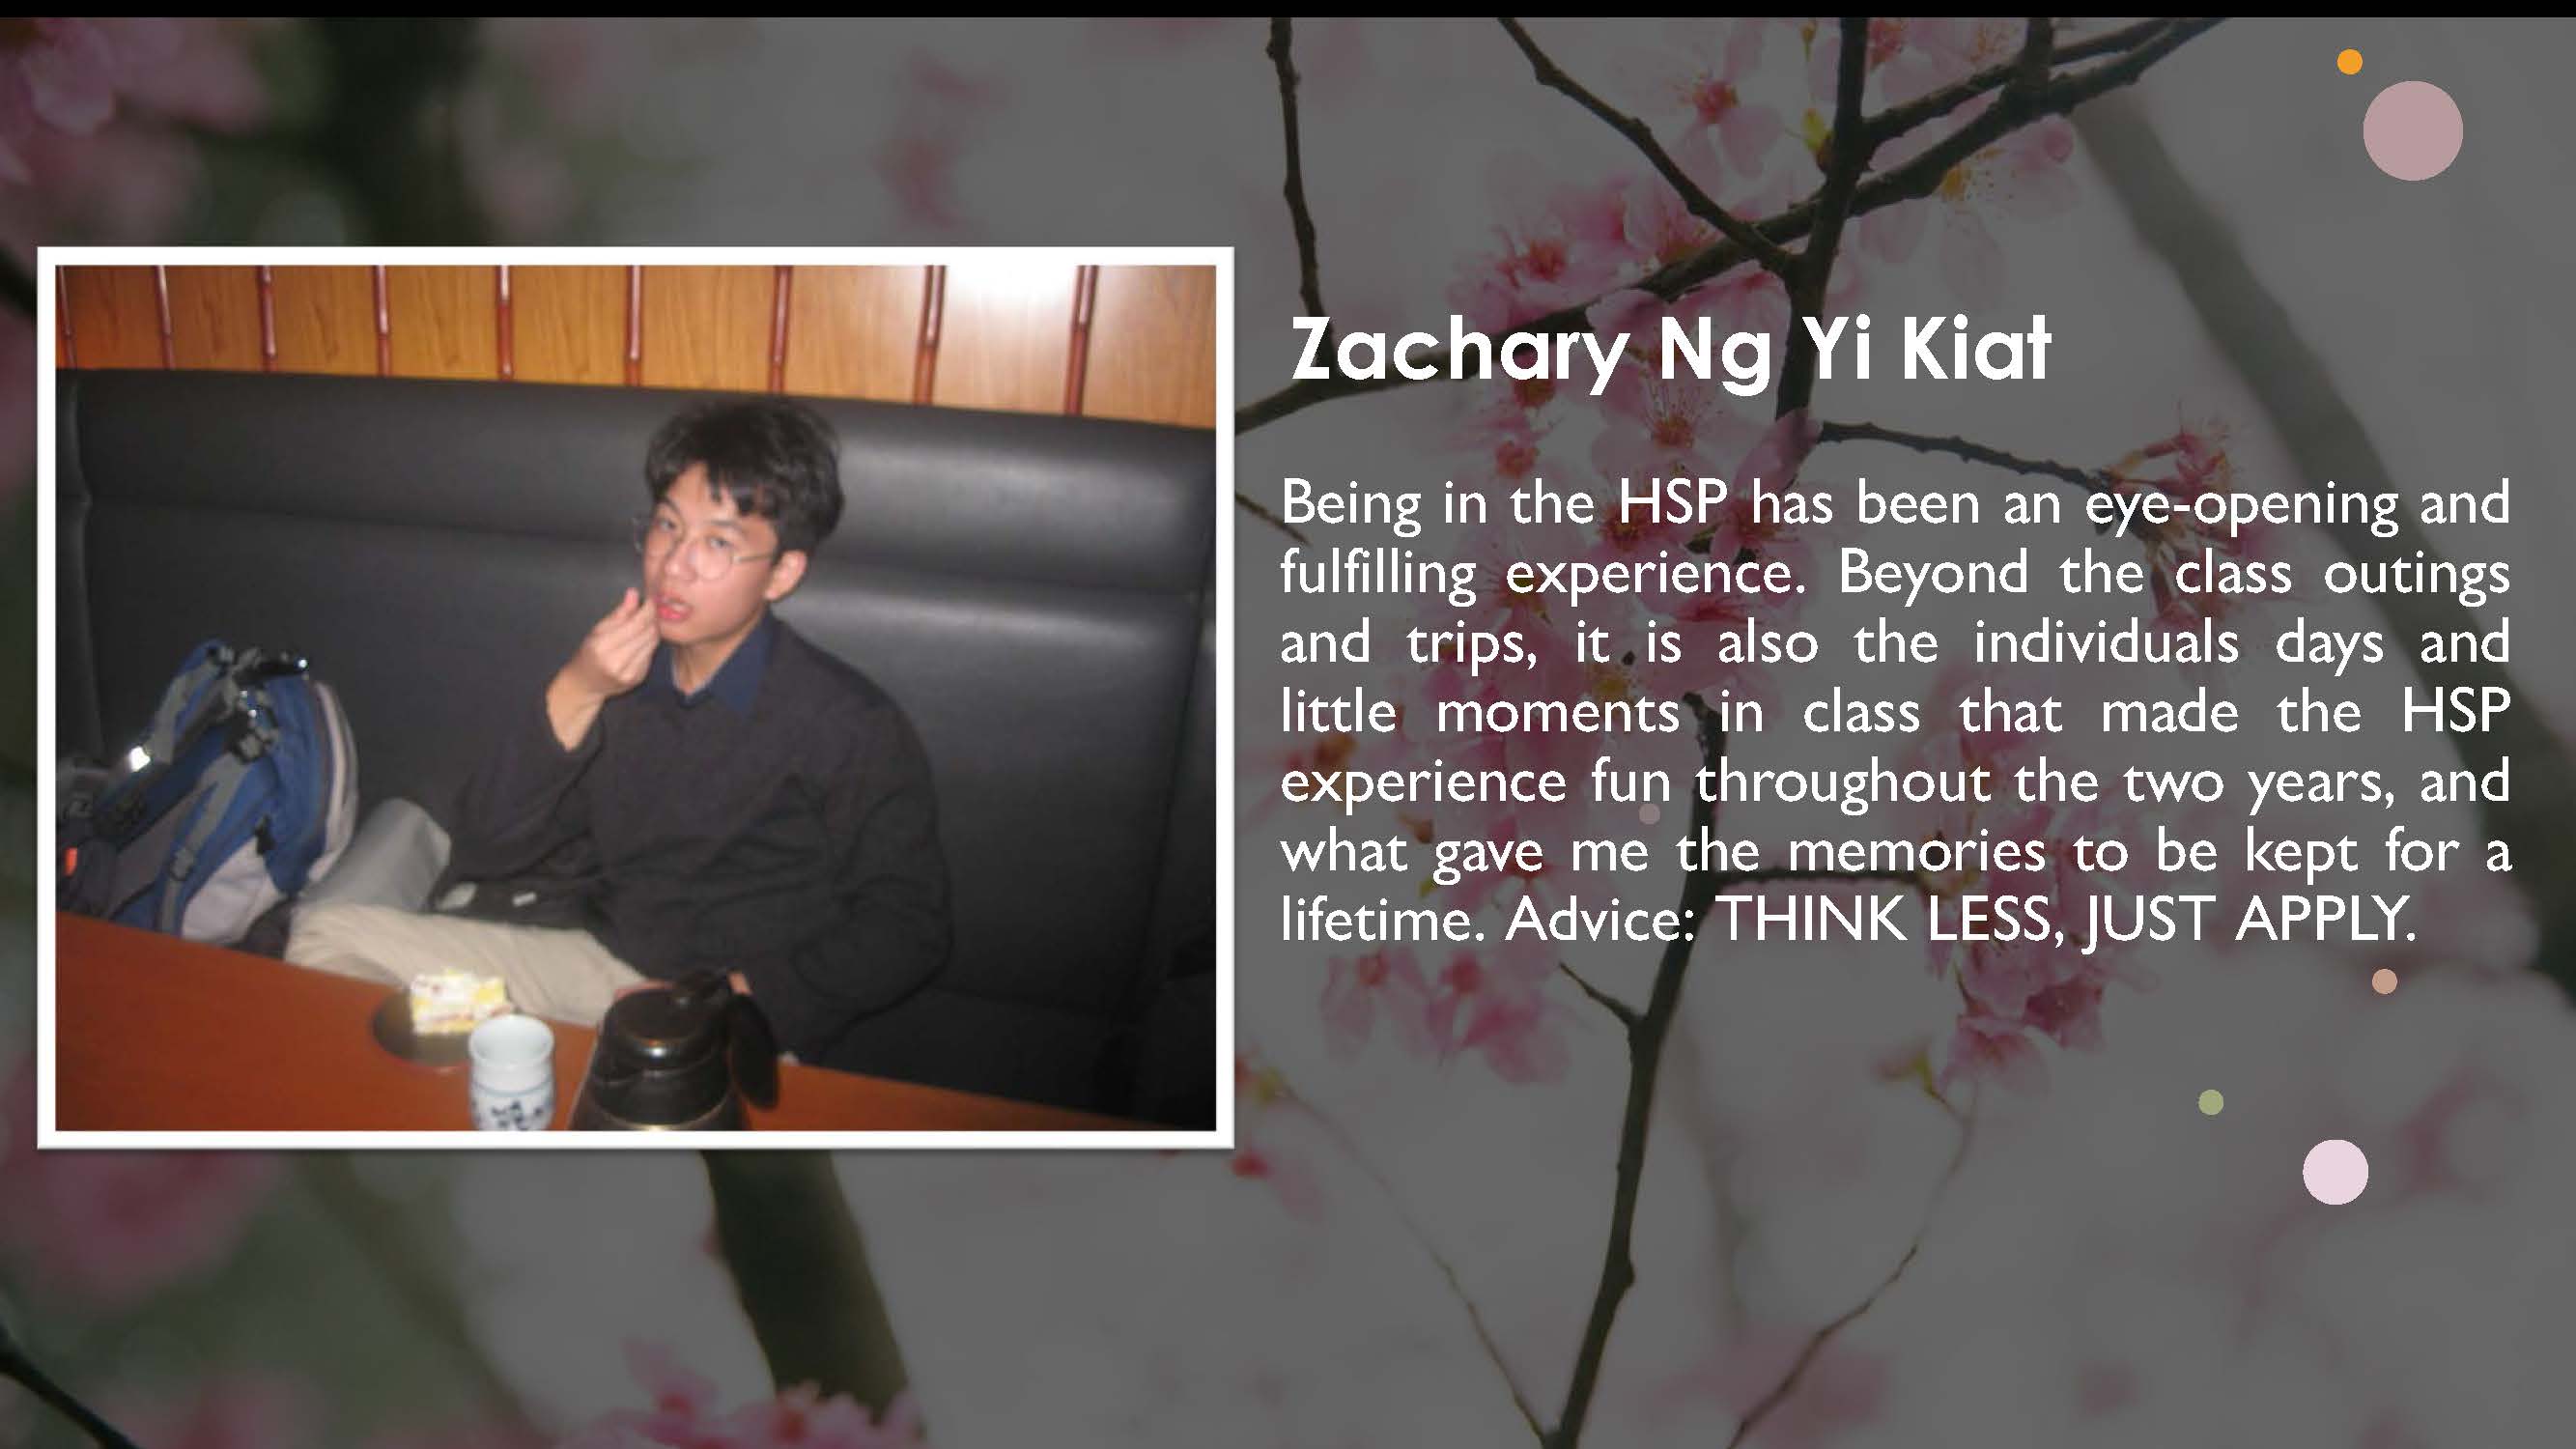 Zachary Ng Yi Kiat
Being in the HSP has been an eye-opening and
fulfilling experience. Beyond the class outings
and trips, it is also the individuals days and
little moments in class that made the HSP
experience fun throughout the two years, and
what gave me the memories to be kept for a
lifetime. Advice: THINK LESS, JUST APPLY.